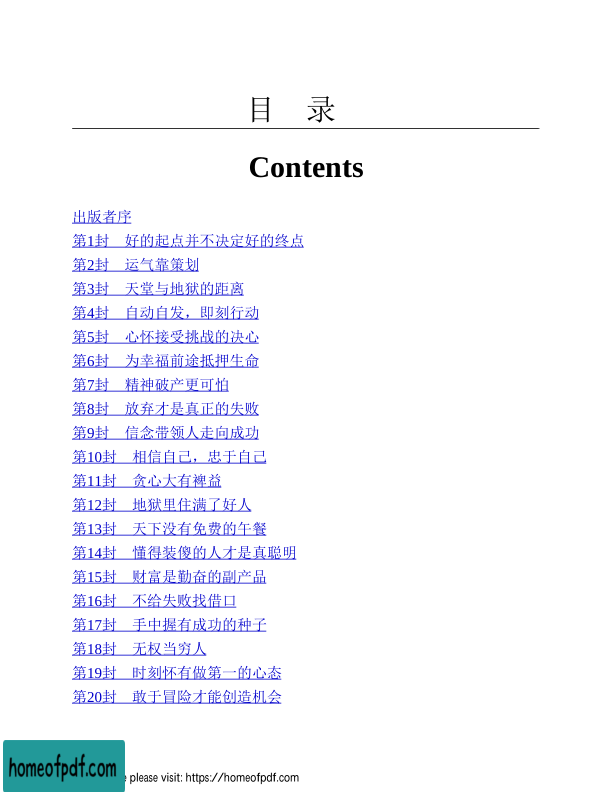 目 录
Contents
出版者序
第1封 好的起点并不决定好的终点
第2封 运气靠策划
第3封 天堂与地狱的距离
第4封 自动自发，即刻行动
第5封 心怀接受挑战的决心
第6封 为幸福前途抵押生命
第7封 精神破产更可怕
第8封 放弃才是真正的失败
第9封 信念带领人走向成功
第10封 相信自己，忠于自己
第11封 贪心大有裨益
第12封 地狱里住满了好人
第13封 天下没有免费的午餐
第14封 懂得装傻的人才是真聪明
第15封 财富是勤奋的副产品
第16封 不给失败找借口
第17封 手中握有成功的种子
第18封 无权当穷人
第19封 时刻怀有做第一的心态
第20封 敢于冒险才能创造机会
homeofpdf.com
please visit: https://homeofpdf.com